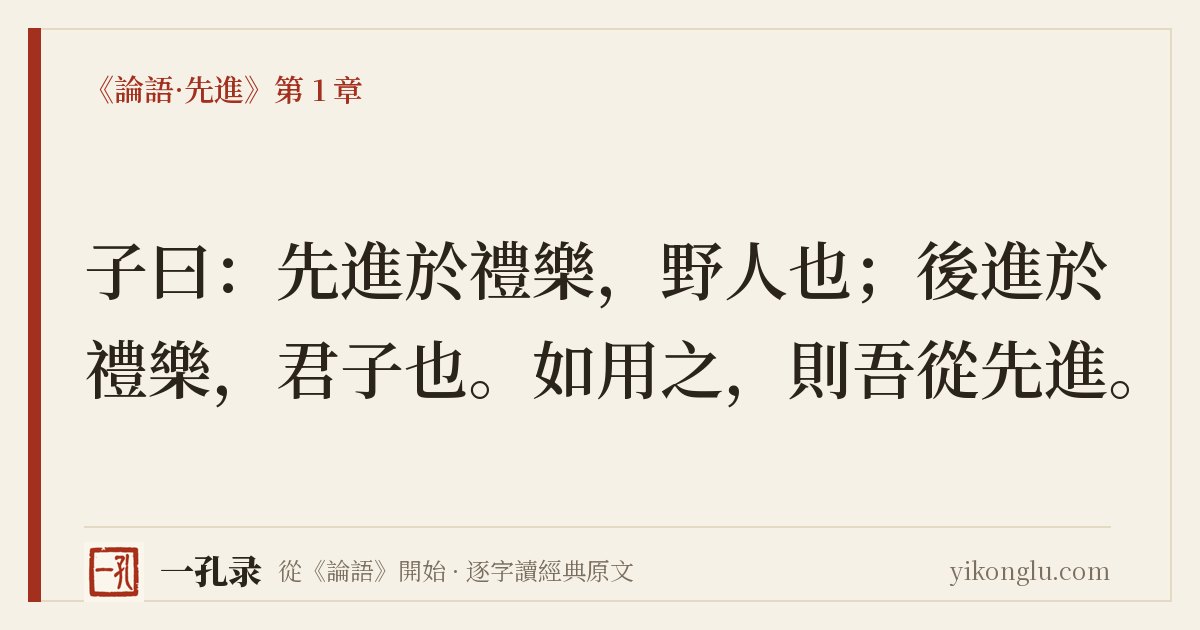 《論語·先進》第 1 章
子曰：先進於禮樂，野人也；後進於
禮樂，君子也。如用之，則吾從先進。
一孔
一孔录 從《論語》開始 · 逐字讀經典原文
yikonglu.com